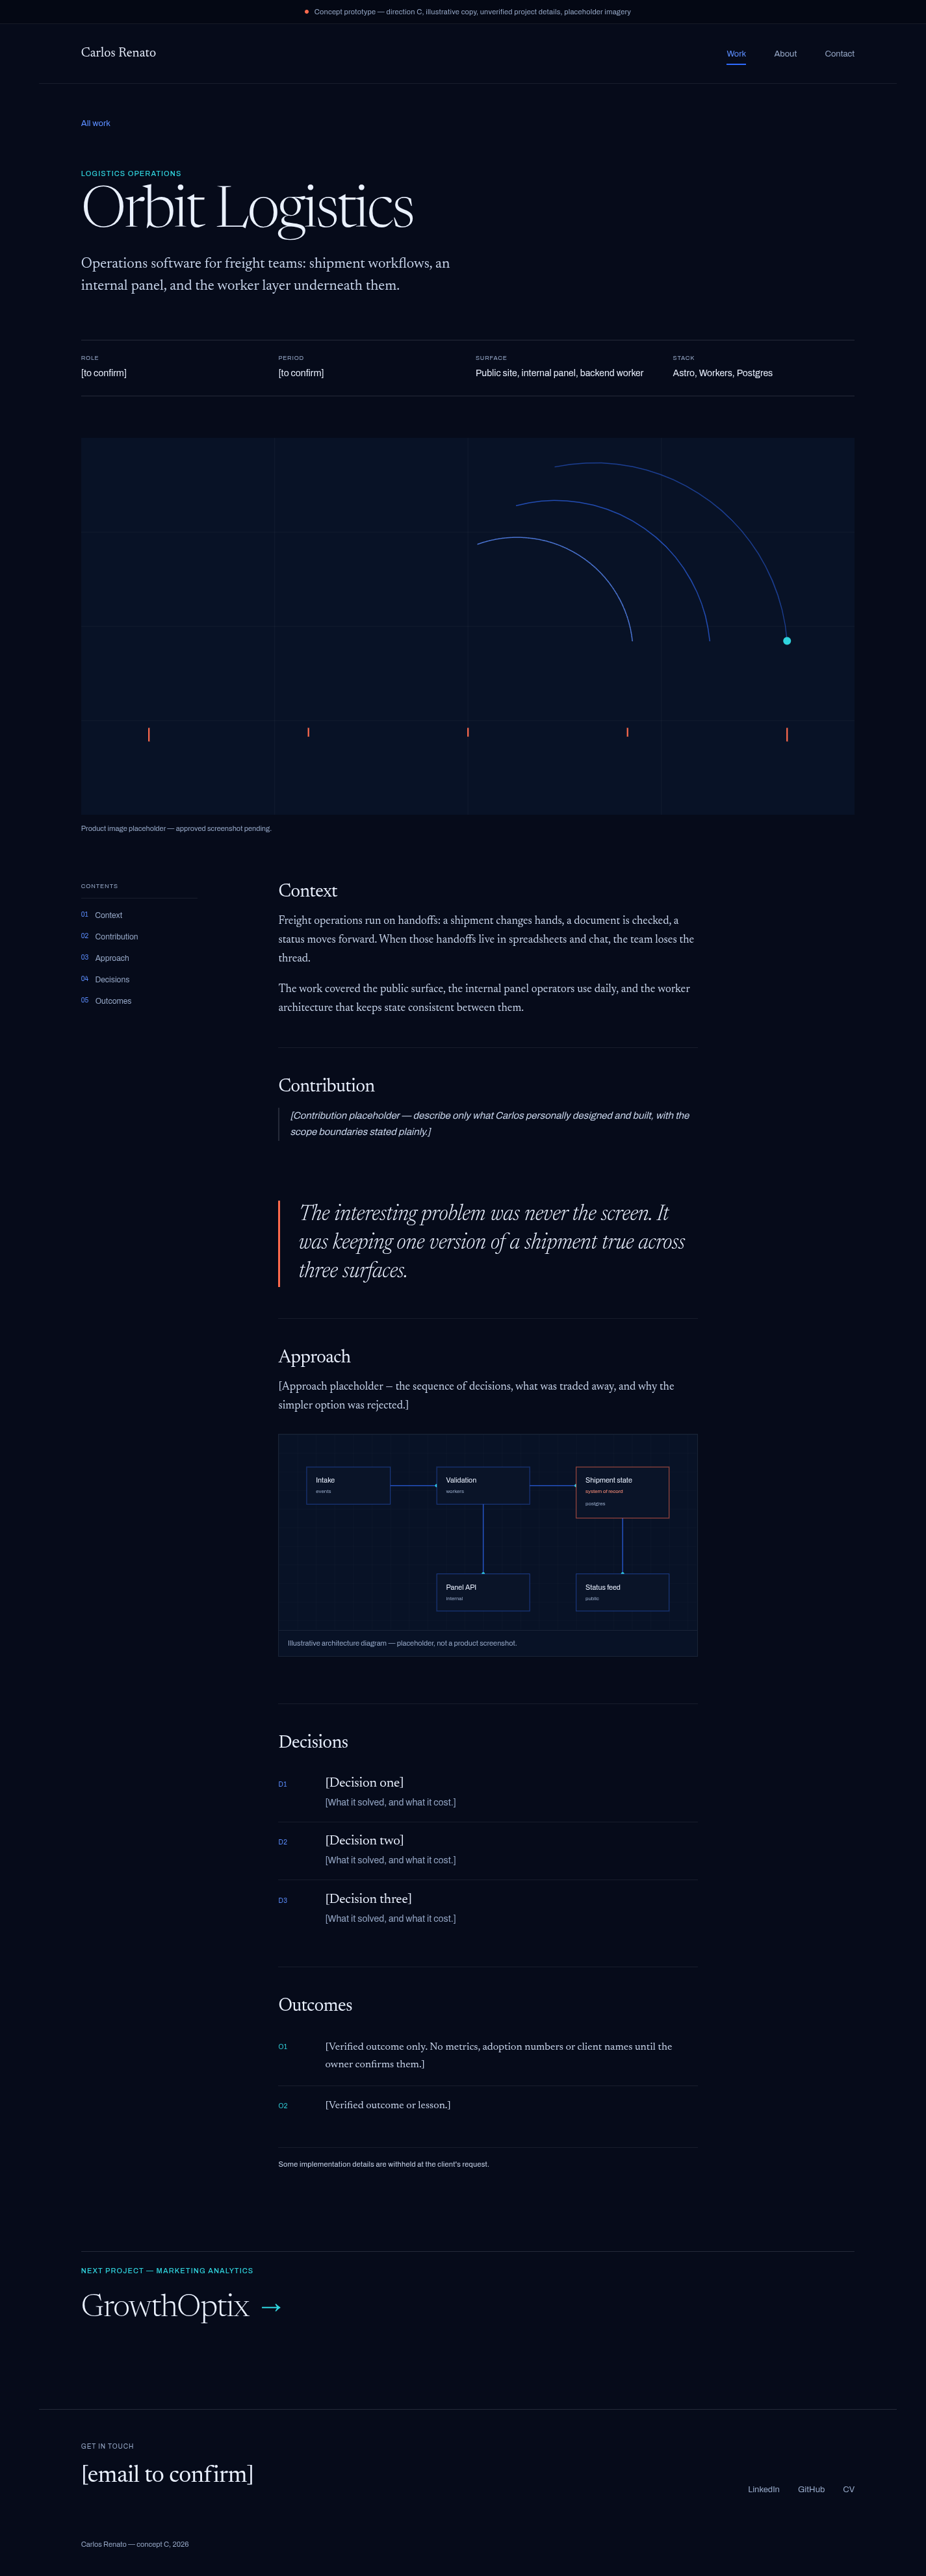 Concept prototype — direction C, illustrative copy, unverified project details, placeholder imagery
Carlos Renato
Work
About
Contact
All work
LOGISTICS OPERATIONS
Orbit Logistics
Operations software for freight teams: shipment workflows, an
internal panel, and the worker layer underneath them.
ROLE
[to confirm]
PERIOD
[to confirm]
SURFACE
Public site, internal panel, backend worker
STACK
Astro, Workers, Postgres
Product image placeholder — approved screenshot pending.
CONTENTS
01 Context
02 Contribution
03 Approach
04 Decisions
05 Outcomes
Context
Freight operations run on handoffs: a shipment changes hands, a document is checked, a
status moves forward. When those handoffs live in spreadsheets and chat, the team loses the
thread.
The work covered the public surface, the internal panel operators use daily, and the worker
architecture that keeps state consistent between them.
Contribution
[Contribution placeholder — describe only what Carlos personally designed and built, with the
scope boundaries stated plainly.]
The interesting problem was never the screen. It
was keeping one version of a shipment true across
three surfaces.
Approach
[Approach placeholder — the sequence of decisions, what was traded away, and why the
simpler option was rejected.]
Intake
events
Validation
workers
Shipment state
system of record
postgres
Panel API
internal
Status feed
public
Illustrative architecture diagram — placeholder, not a product screenshot.
Decisions
D1 [Decision one]
[What it solved, and what it cost.]
D2 [Decision two]
[What it solved, and what it cost.]
D3 [Decision three]
[What it solved, and what it cost.]
Outcomes
O1 [Verified outcome only. No metrics, adoption numbers or client names until the
owner confirms them.]
O2 [Verified outcome or lesson.]
Some implementation details are withheld at the client's request.
NEXT PROJECT — MARKETING ANALYTICS
GrowthOptix →
GET IN TOUCH
[email to confirm]
LinkedIn
GitHub
CV
Carlos Renato — concept C, 2026